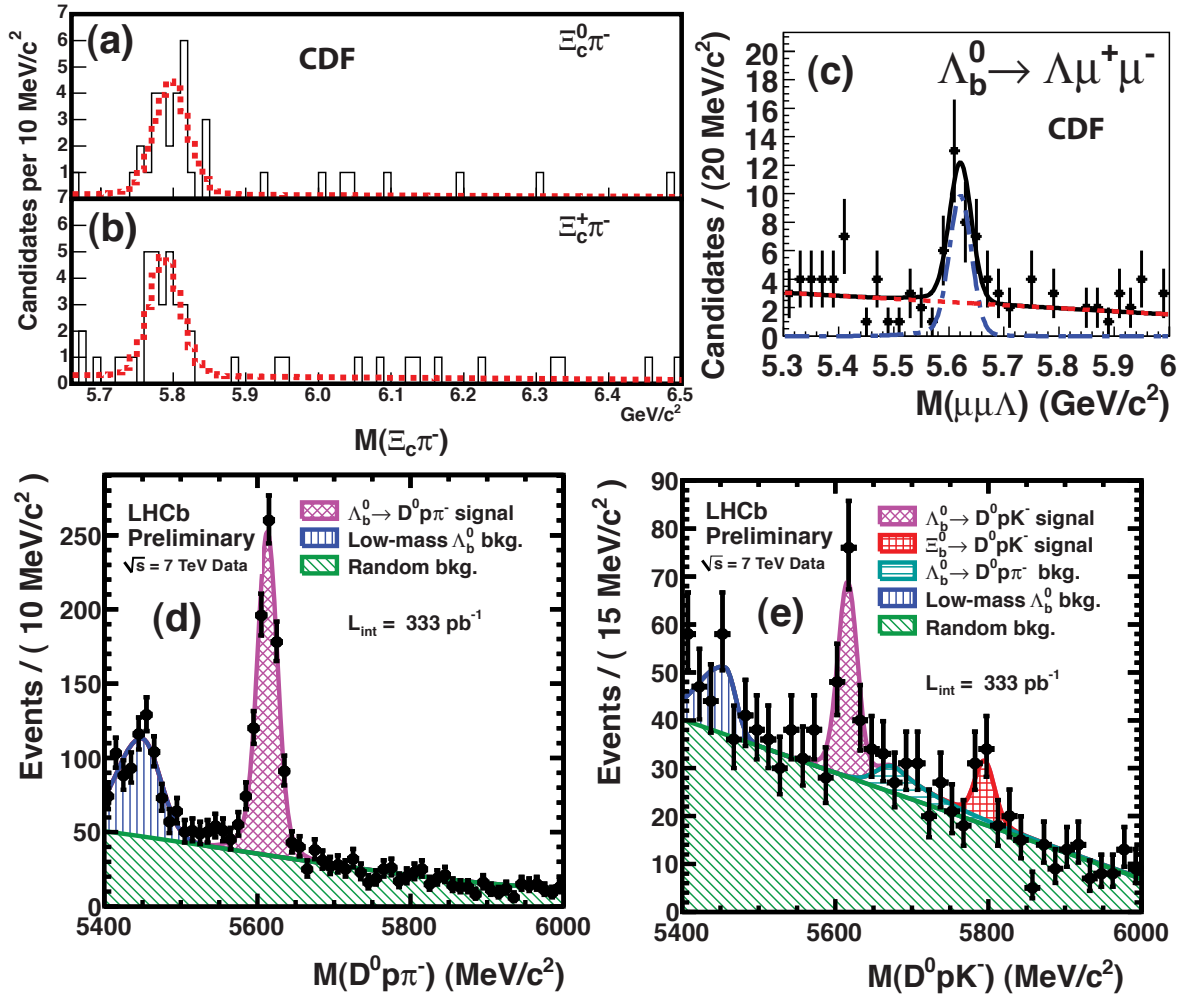 (a) CDF Ξc⁰π⁻
(b) Ξc⁺π⁻
Candidates per 10 MeV/c²
7
6
5
4
3
2
1
7
6
5
4
3
2
1
0
5.7 5.8 5.9 6.0 6.1 6.2 6.3 6.4 6.5
GeV/c²
M(Ξcπ⁻)
(c) Λb⁰→ Λμ⁺μ⁻
CDF
Candidates / (20 MeV/c²)
20
18
16
14
12
10
8
6
4
2
0
5.3 5.4 5.5 5.6 5.7 5.8 5.9 6
M(μμΛ) (GeV/c²)
LHCb
Preliminary
√s = 7 TeV Data
Λb⁰→ D⁰pπ⁻ signal
Low-mass Λb⁰ bkg.
Random bkg.
(d)
Lint = 333 pb⁻¹
Events / ( 10 MeV/c² )
250
200
150
100
50
0
5400 5600 5800 6000
M(D⁰pπ⁻) (MeV/c²)
LHCb
Preliminary
√s = 7 TeV Data
Λb⁰→ D⁰pK⁻ signal
Ξb⁰→ D⁰pK⁻ signal
Λb⁰→ D⁰pπ⁻ bkg.
Low-mass Λb⁰ bkg.
Random bkg.
(e)
Lint = 333 pb⁻¹
Events / ( 15 MeV/c² )
90
80
70
60
50
40
30
20
10
0
5400 5600 5800 6000
M(D⁰pK⁻) (MeV/c²)